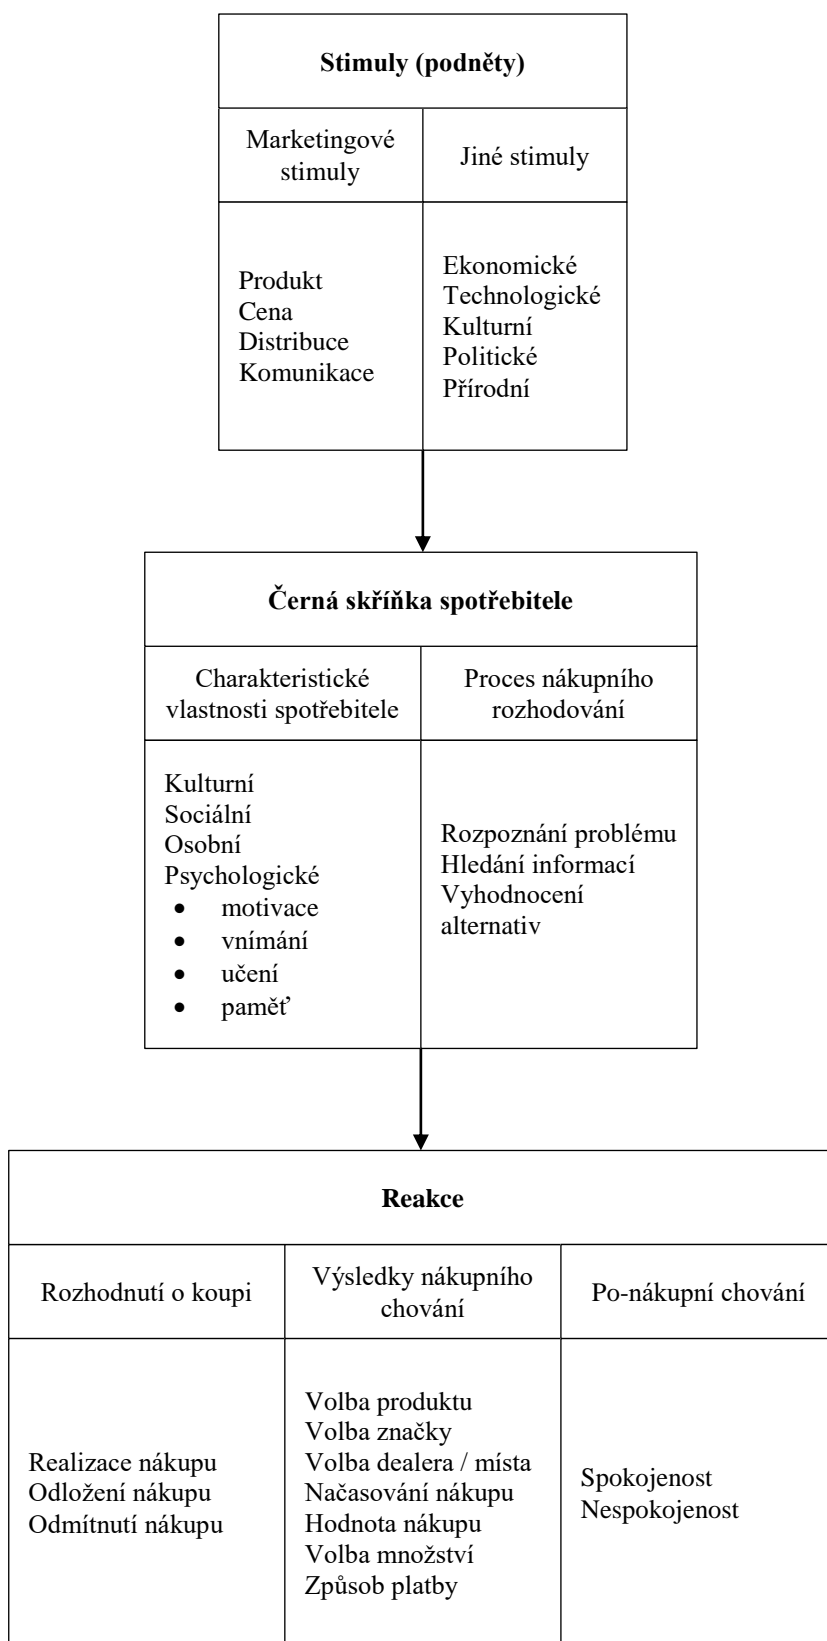 Stimuly (podněty)
Marketingové
stimuly
Jiné stimuly
Produkt
Cena
Distribuce
Komunikace
Ekonomické
Technologické
Kulturní
Politické
Přírodní
Černá skříňka spotřebitele
Charakteristické
vlastnosti spotřebitele
Proces nákupního
rozhodování
Kulturní
Sociální
Osobní
Psychologické
• motivace
• vnímání
• učení
• paměť
Rozpoznání problému
Hledání informací
Vyhodnocení
alternativ
Reakce
Rozhodnutí o koupi
Výsledky nákupního
chování
Po-nákupní chování
Realizace nákupu
Odložení nákupu
Odmítnutí nákupu
Volba produktu
Volba značky
Volba dealera / místa
Načasování nákupu
Hodnota nákupu
Volba množství
Způsob platby
Spokojenost
Nespokojenost